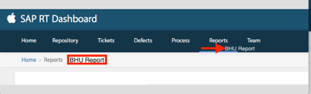 SAP RT Dashboard
Home Repository Tickets Defects Process Reports Team
BHU Report
Home > Reports BHU Report